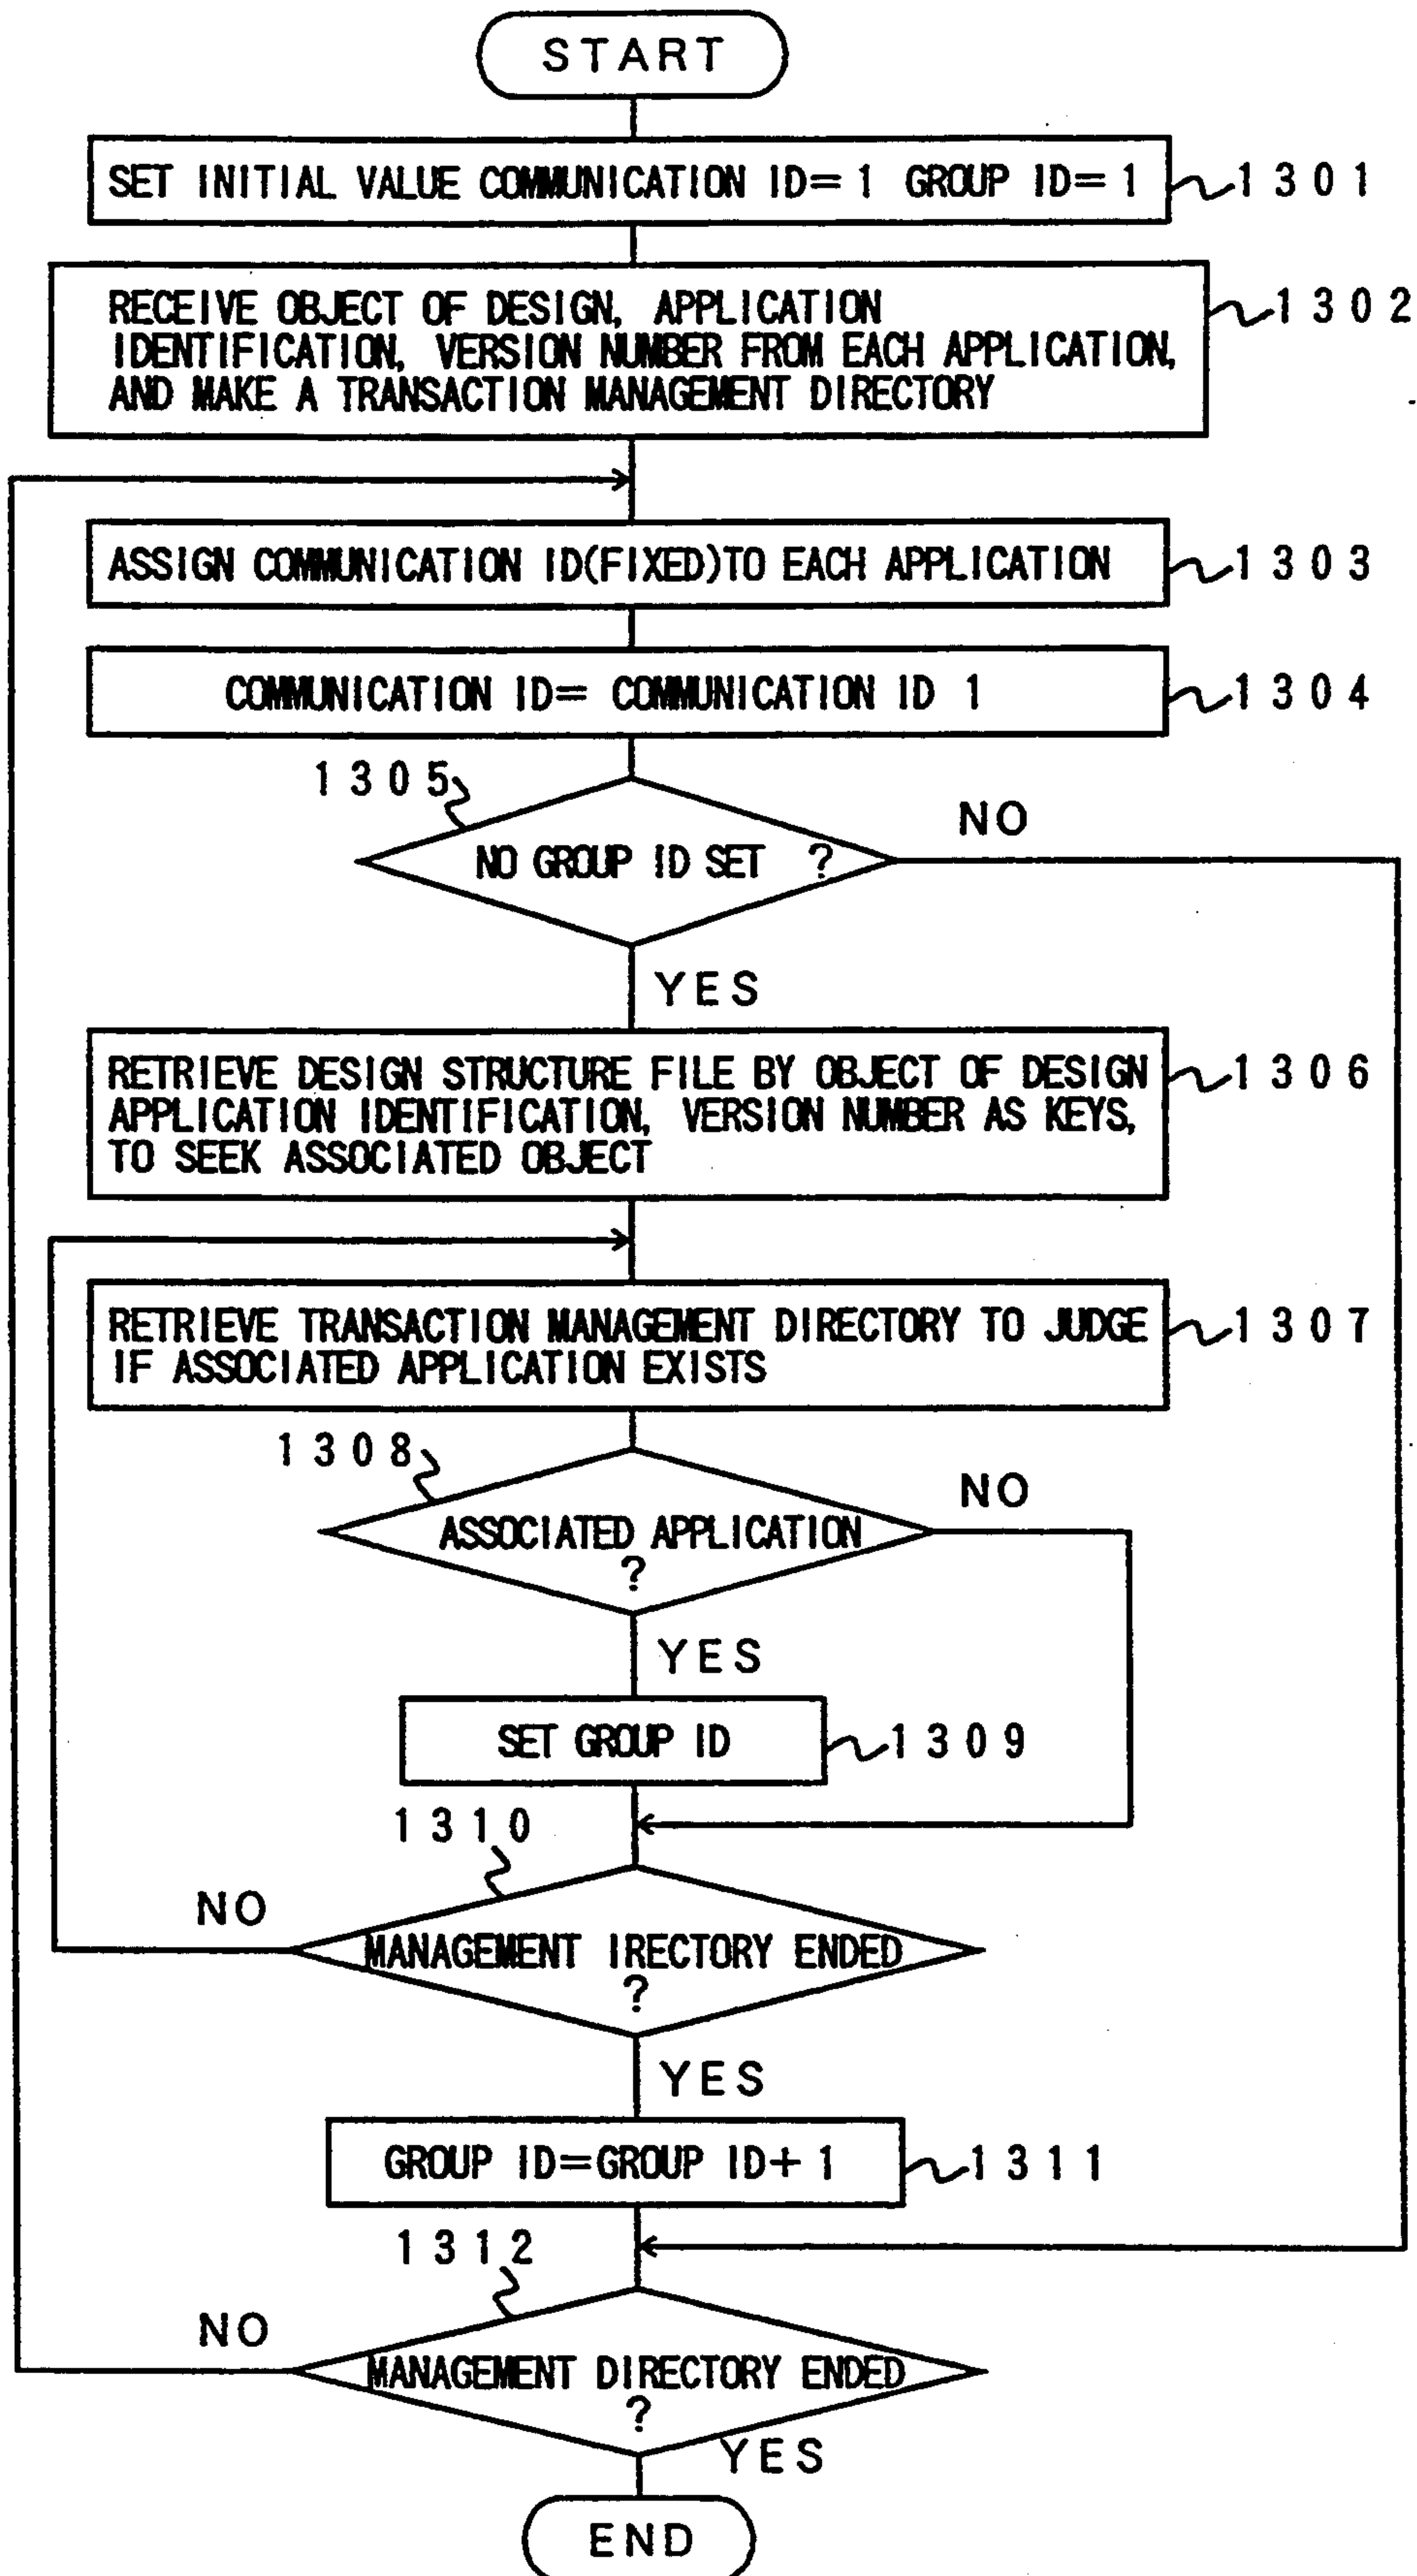 START
SET INITIAL VALUE COMMUNICATION ID=1 GROUP ID=1
1301
RECEIVE OBJECT OF DESIGN, APPLICATION
IDENTIFICATION, VERSION NUMBER FROM EACH APPLICATION,
AND MAKE A TRANSACTION MANAGEMENT DIRECTORY
1302
ASSIGN COMMUNICATION ID(FIXED)TO EACH APPLICATION
1303
COMMUNICATION ID= COMMUNICATION ID 1
1304
1305
NO GROUP ID SET ?
NO
YES
RETRIEVE DESIGN STRUCTURE FILE BY OBJECT OF DESIGN
APPLICATION IDENTIFICATION, VERSION NUMBER AS KEYS,
TO SEEK ASSOCIATED OBJECT
1306
RETRIEVE TRANSACTION MANAGEMENT DIRECTORY TO JUDGE
IF ASSOCIATED APPLICATION EXISTS
1307
1308
ASSOCIATED APPLICATION
?
NO
YES
SET GROUP ID
1309
1310
NO
MANAGEMENT IRECTORY ENDED
?
YES
GROUP ID=GROUP ID+1
1311
1312
NO
MANAGEMENT DIRECTORY ENDED
?
YES
END